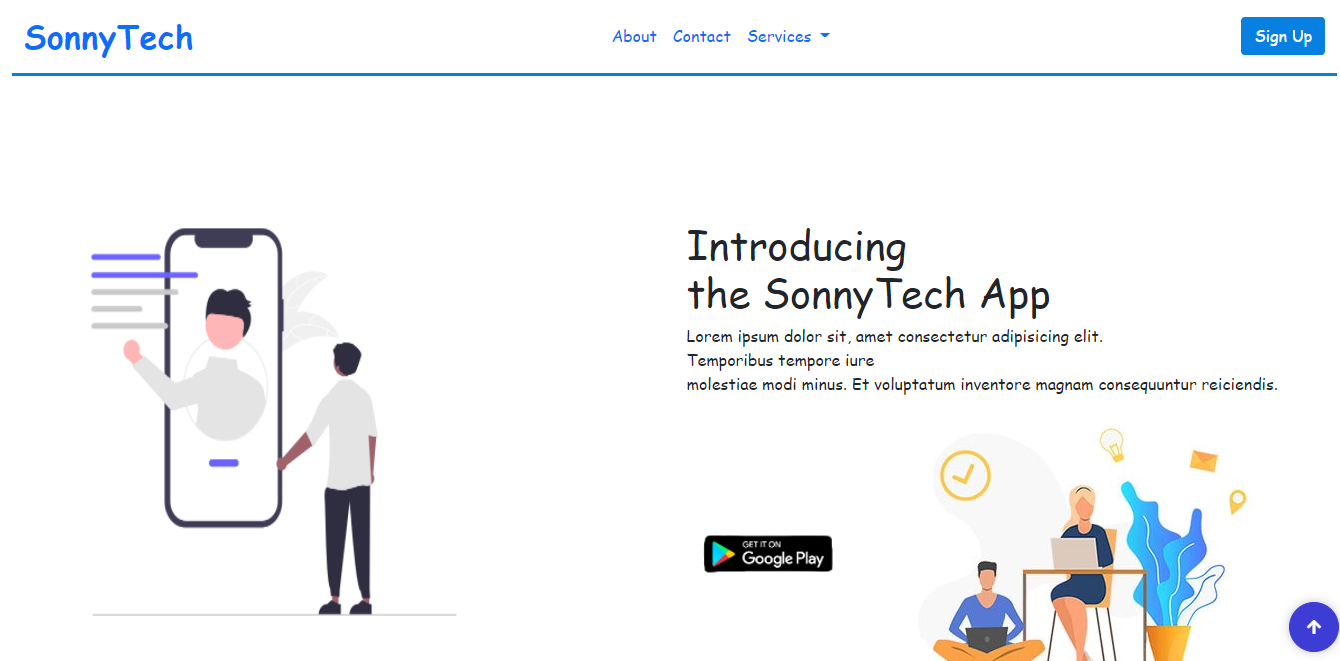 SonnyTech
About Contact Services
Sign Up
Introducing
the SonnyTech App
Lorem ipsum dolor sit, amet consectetur adipisicing elit.
Temporibus tempore iure
molestiae modi minus. Et voluptatum inventore magnam consequuntur reiciendis.
GET IT ON
Google Play